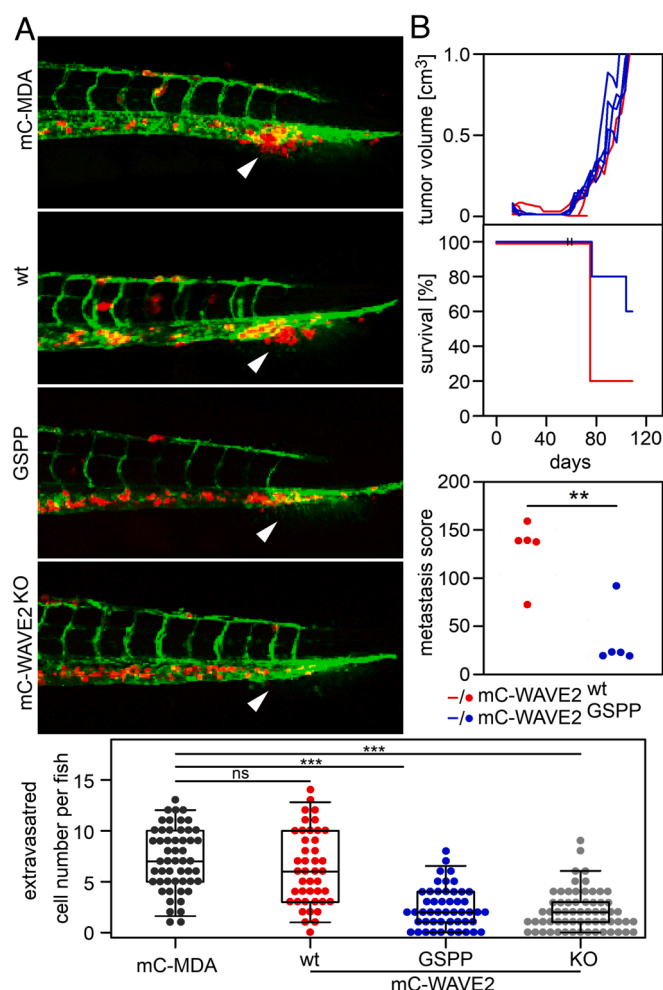 A
B
mC-MDA
wt
GSPP
mC-WAVE2KO
tumor volume [cm3]
1.0
0.5
0
survival [%]
100
80
60
40
20
0
0 40 80 120
days
metastasis score
200
150
100
50
0
**
–/● mC-WAVE2 wt
–/● mC-WAVE2 GSPP
extravasatred
cell number per fish
15
10
5
0
***
***
ns
mC-MDA wt GSPP KO
mC-WAVE2